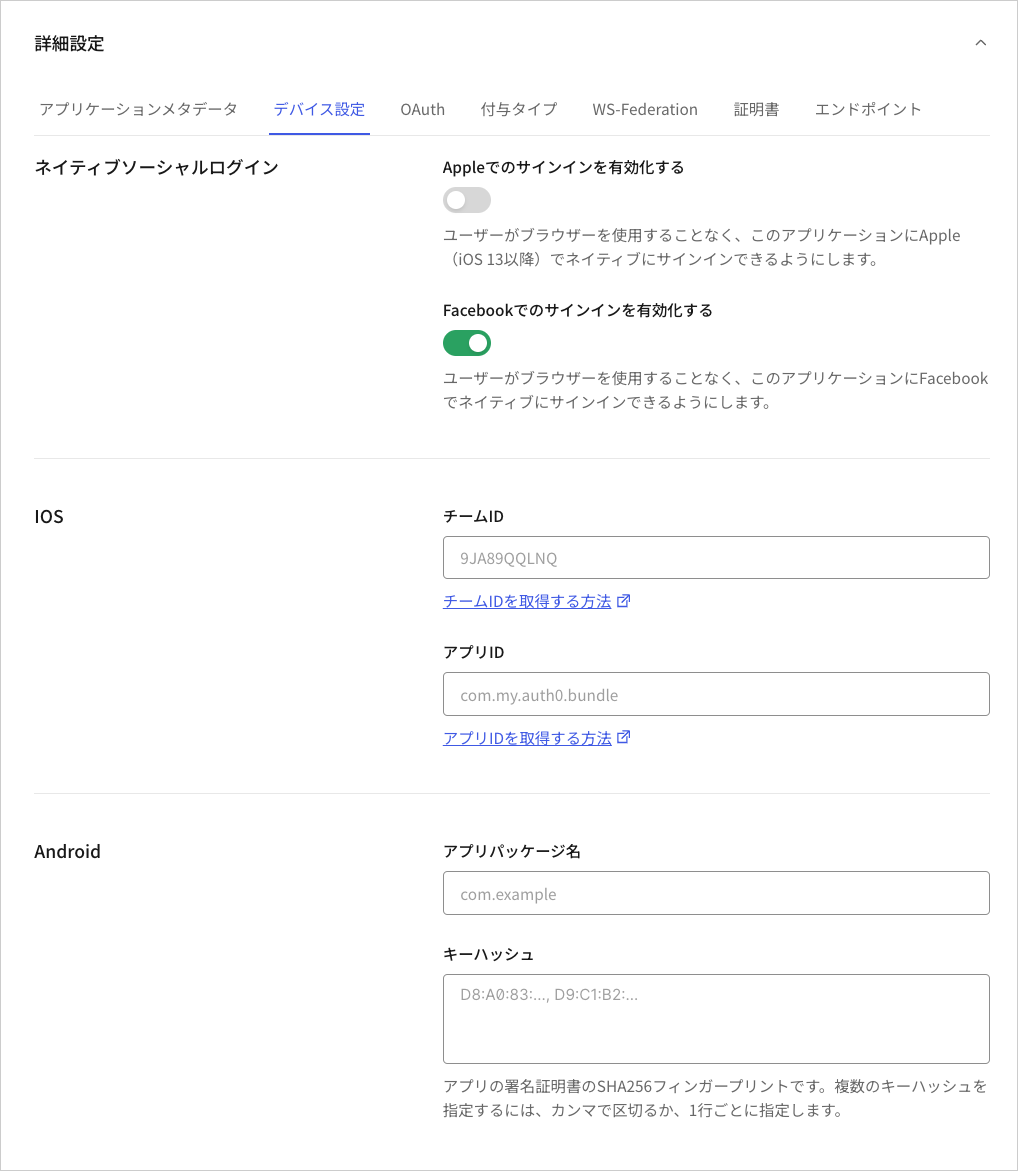 詳細設定
アプリケーションメタデータ デバイス設定 OAuth 付与タイプ WS-Federation 証明書 エンドポイント
ネイティブソーシャルログイン
Appleでのサインインを有効化する
ユーザーがブラウザーを使用することなく、このアプリケーションにApple
（iOS 13以降）でネイティブにサインインできるようにします。
Facebookでのサインインを有効化する
ユーザーがブラウザーを使用することなく、このアプリケーションにFacebook
でネイティブにサインインできるようにします。
IOS
チームID
9JA89QQLNQ
チームIDを取得する方法
アプリID
com.my.auth0.bundle
アプリIDを取得する方法
Android
アプリパッケージ名
com.example
キーハッシュ
D8:A0:83:..., D9:C1:B2:...
アプリの署名証明書のSHA256フィンガープリントです。複数のキーハッシュを
指定するには、カンマで区切るか、1行ごとに指定します。